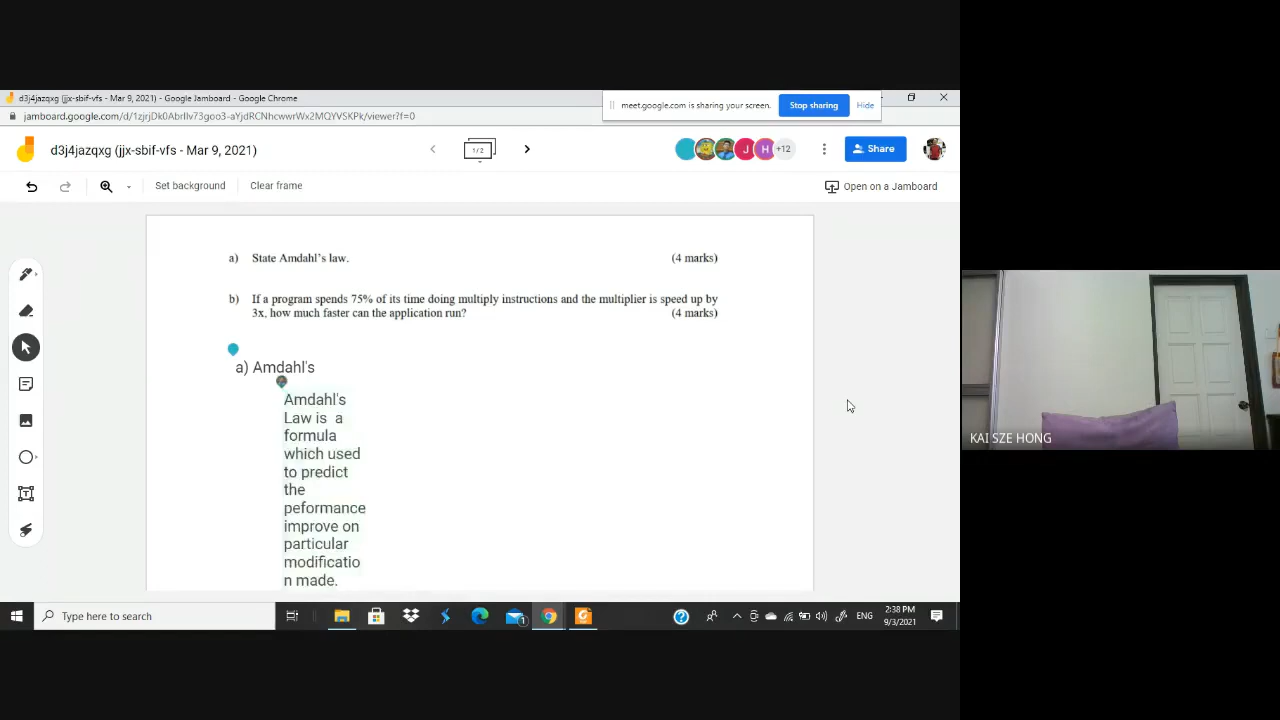 d3j4jazqxg (jjx-sbif-vfs - Mar 9, 2021) - Google Jamboard - Google Chrome
meet.google.com is sharing your screen.
Stop sharing
Hide
d3j4jazqxg (jjx-sbif-vfs - Mar 9, 2021)
1/2
J
H
+12
Share
Set background
Clear frame
Open on a Jamboard
a) State Amdahl's law. (4 marks)
b) If a program spends 75% of its time doing multiply instructions and the multiplier is speed up by
3x, how much faster can the application run? (4 marks)
a) Amdahl's
Amdahl's
Law is a
formula
which used
to predict
the
peformance
improve on
particular
modificatio
n made.
KAI SZE HONG
Type here to search
1
ENG
2:38 PM
9/3/2021